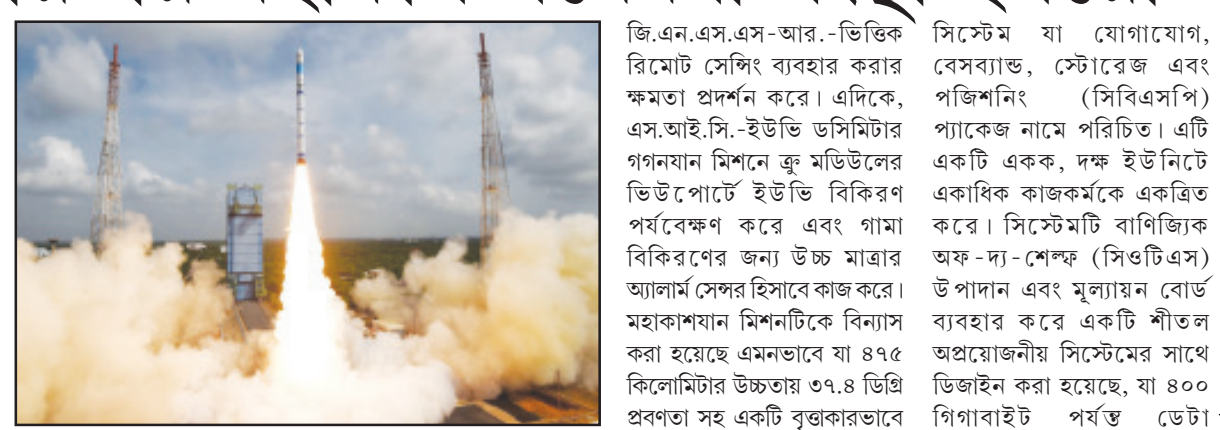 জি.এন.এস.এস-আর.-ভিত্তিক
রিমোট সেন্সিং ব্যবহার করার
ক্ষমতা প্রদর্শন করে। এদিকে,
এস.আই.সি.-ইউভি ডসিমিটার
গগনযান মিশনে ক্রু মডিউলের
ভিউপোর্টে ইউভি বিকিরণ
পর্যবেক্ষণ করে এবং গামা
বিকিরণের জন্য উচ্চ মাত্রার
অ্যালার্ম সেন্সর হিসাবে কাজ করে।
মহাকাশযান মিশনটিকে বিন্যাস
করা হয়েছে এমনভাবে যা ৪৭৫
কিলোমিটার উচ্চতায় ৩৭.৪ ডিগ্রি
প্রবণতা সহ একটি বৃত্তাকারভাবে
সিস্টেম যা যোগাযোগ,
বেসব্যান্ড, স্টোরেজ এবং
পজিশনিং (সিবিএসপি)
প্যাকেজ নামে পরিচিত। এটি
একটি একক, দক্ষ ইউনিটে
একাধিক কাজকর্মকে একত্রিত
করে। সিস্টেমটি বাণিজ্যিক
অফ-দ্য-শেল্ফ (সিওটিএস)
উপাদান এবং মূল্যায়ন বোর্ড
ব্যবহার করে একটি শীতল
অপ্রয়োজনীয় সিস্টেমের সাথে
ডিজাইন করা হয়েছে, যা ৪০০
গিগাবাইট পর্যন্ত ডেটা